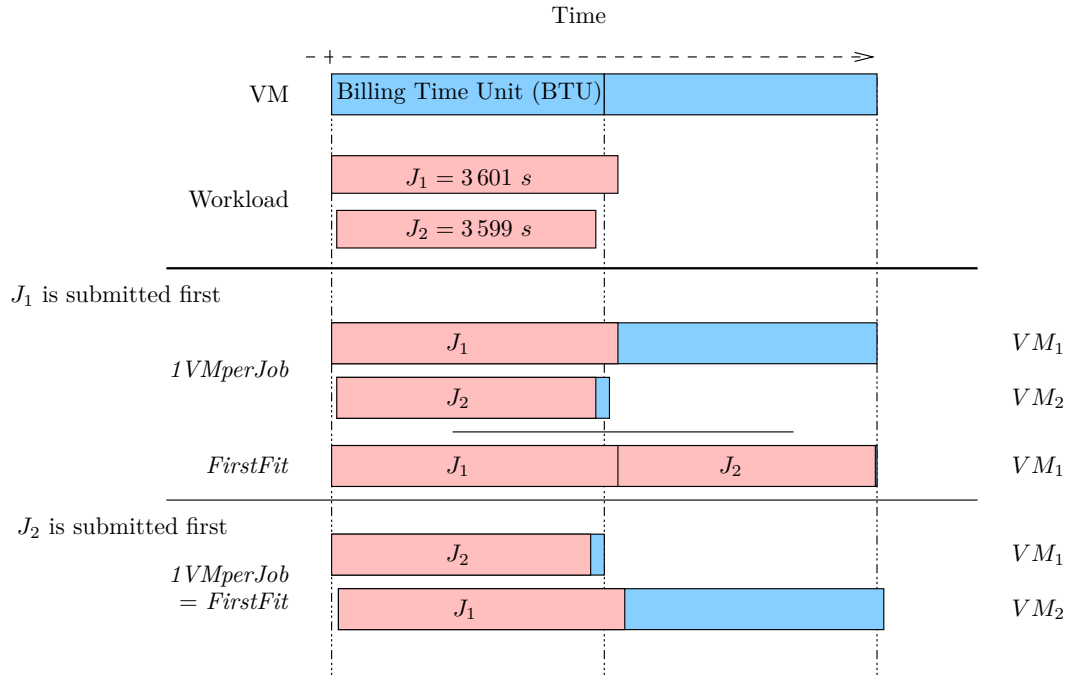 Time
VM
Billing Time Unit (BTU)
J₁ = 3 601 s
Workload
J₂ = 3 599 s
J₁ is submitted first
J₁
VM₁
1VMperJob
J₂
VM₂
FirstFit
J₁
J₂
VM₁
J₂ is submitted first
J₂
VM₁
1VMperJob
= FirstFit
J₁
VM₂